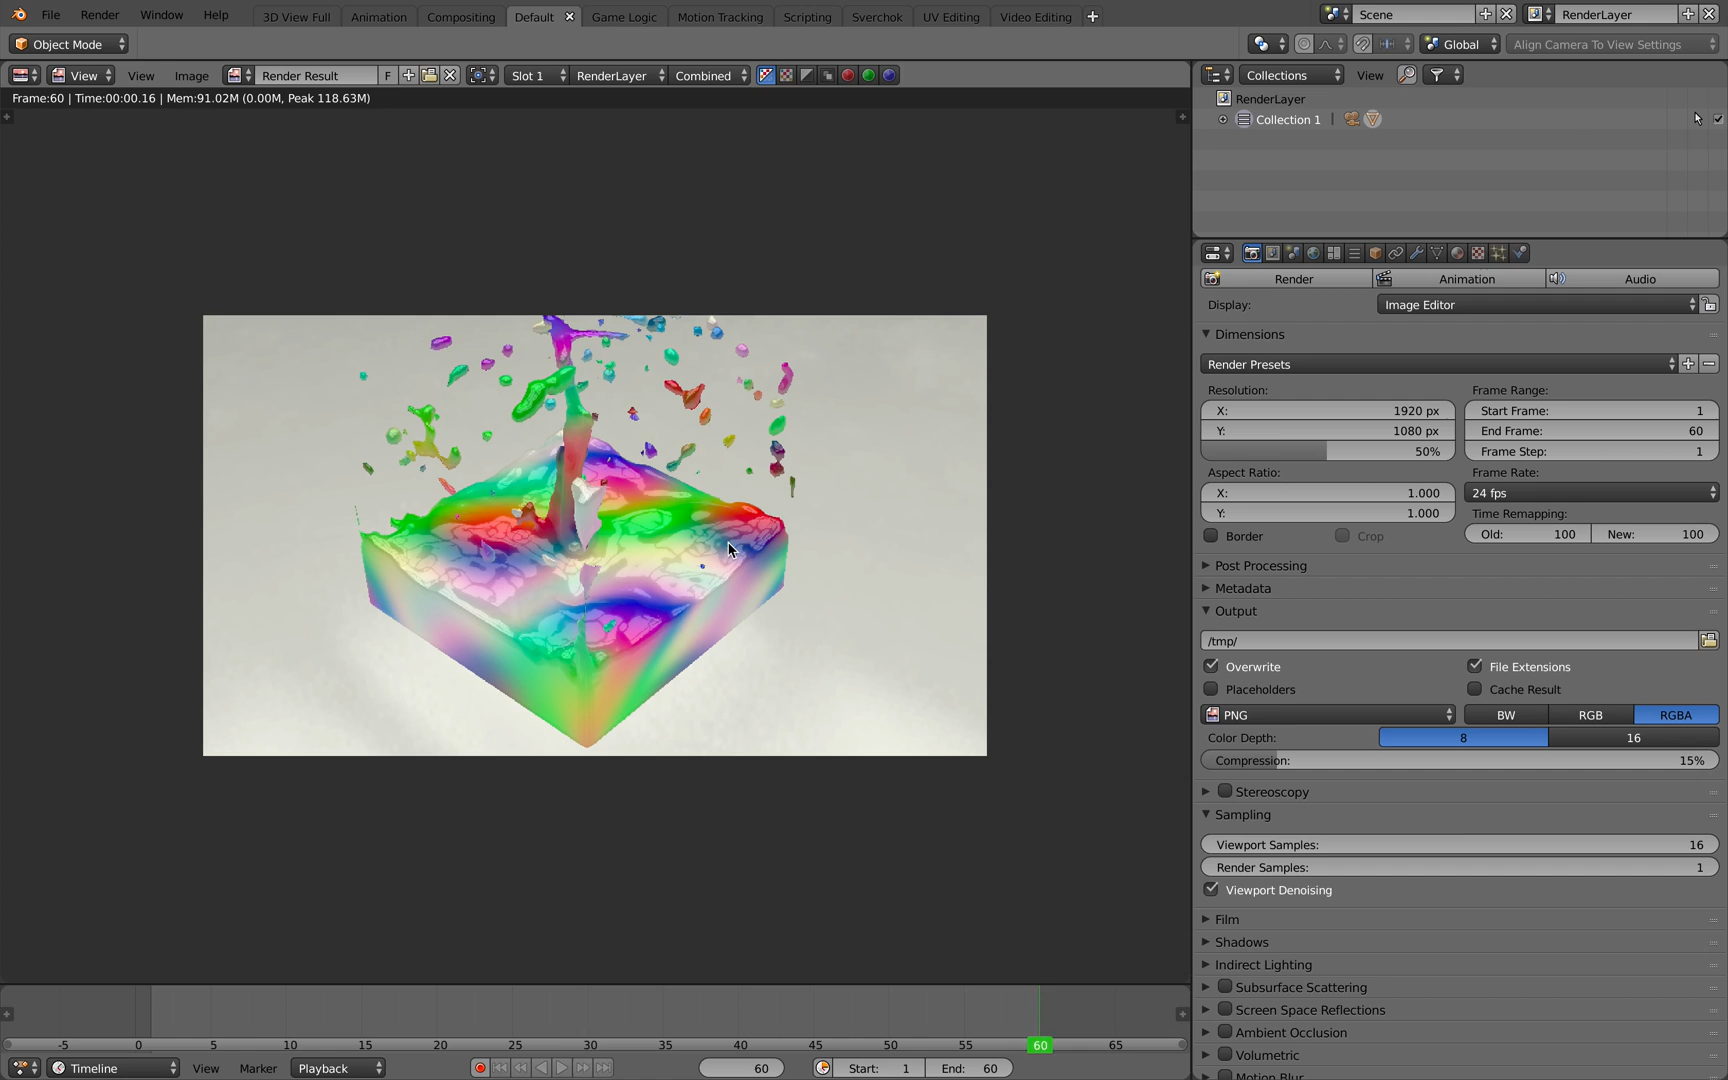 File Render Window Help 3D View Full Animation Compositing Default Game Logic Motion Tracking Scripting Sverchok UV Editing Video Editing Scene RenderLayer
Object Mode Global Align Camera To View Settings
View View Image Render Result F Slot 1 RenderLayer Combined
Frame:60 | Time:00:00.16 | Mem:91.02M (0.00M, Peak 118.63M)
Collections View
RenderLayer
Collection 1
Render Animation Audio
Display: Image Editor
Dimensions
Render Presets
Resolution: Frame Range:
X: 1920 px Start Frame: 1
Y: 1080 px End Frame: 60
50% Frame Step: 1
Aspect Ratio: Frame Rate:
X: 1.000 24 fps
Y: 1.000 Time Remapping:
Border Crop Old: 100 New: 100
Post Processing
Metadata
Output
/tmp/
Overwrite File Extensions
Placeholders Cache Result
PNG BW RGB RGBA
Color Depth: 8 16
Compression: 15%
Stereoscopy
Sampling
Viewport Samples: 16
Render Samples: 1
Viewport Denoising
Film
Shadows
Indirect Lighting
Subsurface Scattering
Screen Space Reflections
Ambient Occlusion
Volumetric
Motion Blur
-5 0 5 10 15 20 25 30 35 40 45 50 55 60 65
Timeline View Marker Playback 60 Start: 1 End: 60